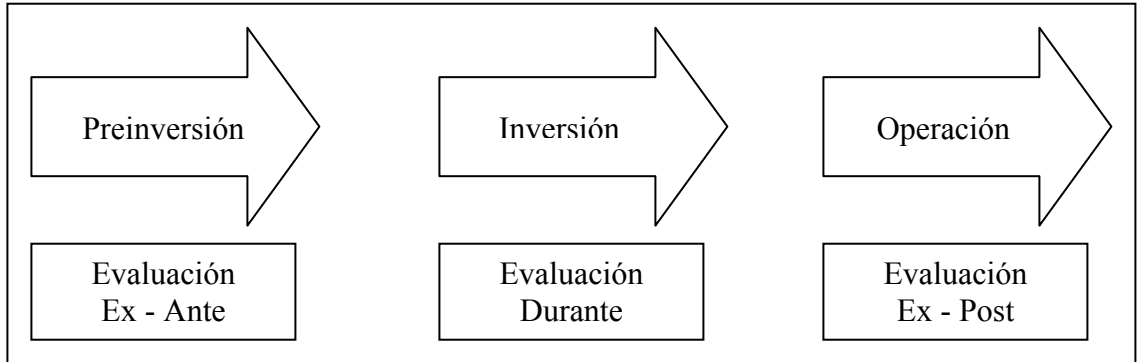 Preinversión
Inversión
Operación
Evaluación
Ex - Ante
Evaluación
Durante
Evaluación
Ex - Post